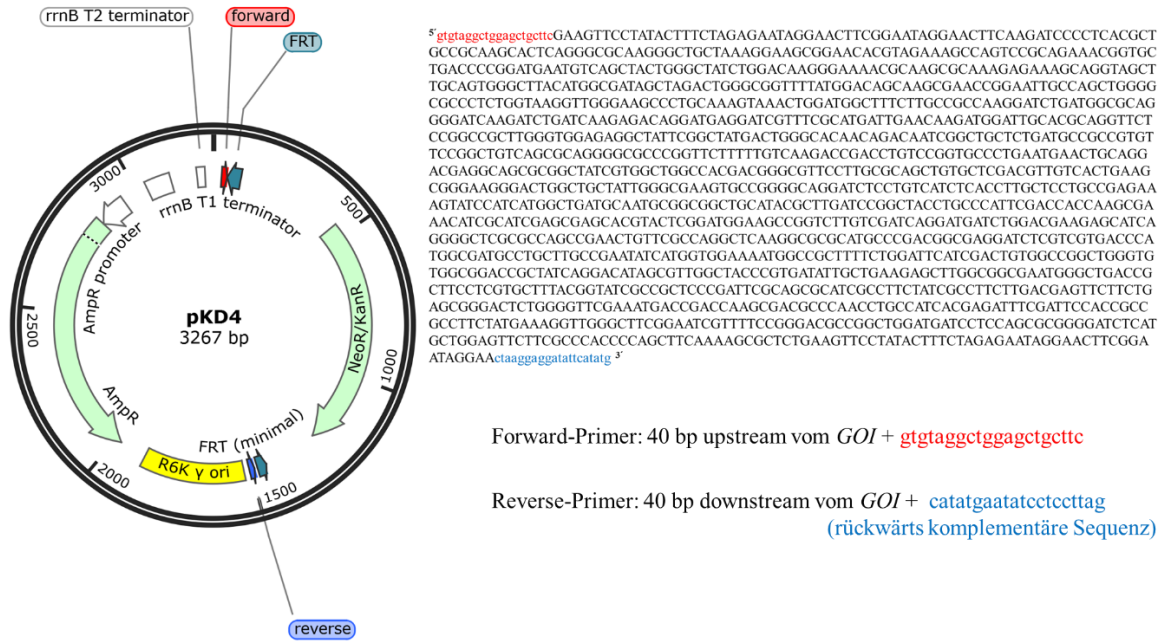 rrnB T2 terminator
forward
FRT
3000
500
rrnB T1 terminator
AmpR promoter
2500
pKD4
3267 bp
NeoR/KanR
1000
AmpR
FRT (minimal)
R6K γ ori
2000
1500
reverse
5´gtgtaggctggagctgcttcGAAGTTCCTATACTTTCTAGAGAATAGGAACTTCGGAATAGGAACTTCAAGATCCCCTCACGCT
GCCGCAAGCACTCAGGGCGCAAGGGCTGCTAAAGGAAGCGGAACACGTAGAAAGCCAGTCCGCAGAAACGGTGC
TGACCCCGGATGAATGTCAGCTACTGGGCTATCTGGACAAGGGAAAACGCAAGCGCAAAGAGAAAGCAGGTAGCTT
TGCAGTGGGCTTACATGGCGATAGCTAGACTGGGCGGTTTTATGGACAGCAAGCGAACCGGAATTGCCAGCTGGGG
CGCCCTCTGGTAAGGTTGGGAAGCCCTGCAAAGTAAACTGGATGGCTTTCTTGCCGCCAAGGATCTGATGGCGCAG
GGGATCAAGATCTGATCAAGAGACAGGATGAGGATCGTTTCGCATGATTGAACAAGATGGATTGCACGCAGGTTCT
CCGGCCGCTTGGGTGGAGAGGCTATTCGGCTATGACTGGGCACAACAGACAATCGGCTGCTCTGATGCCGCCGTGT
TCCGGCTGTCAGCGCAGGGGCGCCCGGTTCTTTTTGTCAAGACCGACCTGTCCGGTGCCCTGAATGAACTGCAGG
ACGAGGCAGCGCGGCTATCGTGGCTGGCCACGACGGGCGTTCCTTGCGCAGCTGTGCTCGACGTTGTCACTGAAG
CGGGAAGGGACTGGCTGCTATTGGGCGAAGTGCCGGGGCAGGATCTCCTGTCATCTCACCTTGCTCCTGCCGAGAA
AGTATCCATCATGGCTGATGCAATGCGGCGGCTGCATACGCTTGATCCGGCTACCTGCCCATTCGACCACCAAGCGA
AACATCGCATCGAGCGAGCACGTACTCGGATGGAAGCCGGTCTTGTCGATCAGGATGATCTGGACGAAGAGCATCA
GGGGCTCGCGCCAGCCGAACTGTTCGCCAGGCTCAAGGCGCGCATGCCCGACGGCGAGGATCTCGTCGTGACCCA
TGGCGATGCCTGCTTGCCGAATATCATGGTGGAAAATGGCCGCTTTTCTGGATTCATCGACTGTGGCCGGCTGGGTG
TGGCGGACCGCTATCAGGACATAGCGTTGGCTACCCGTGATATTGCTGAAGAGCTTGGCGGCGAATGGGCTGACCG
CTTCCTCGTGCTTTACGGTATCGCCGCTCCCGATTCGCAGCGCATCGCCTTCTATCGCCTTCTTGACGAGTTCTTCTG
AGCGGGACTCTGGGGTTCGAAATGACCGACCAAGCGACGCCCAACCTGCCATCACGAGATTTCGATTCCACCGCC
GCCTTCTATGAAAGGTTGGGCTTCGGAATCGTTTTCCGGGACGCCGGCTGGATGATCCTCCAGCGCGGGGATCTCAT
GCTGGAGTTCTTCGCCCACCCCAGCTTCAAAAGCGCTCTGAAGTTCCTATACTTTCTAGAGAATAGGAACTTCGGA
ATAGGAActaaggaggatattcatatg 3´
Forward-Primer: 40 bp upstream vom GOI + gtgtaggctggagctgcttc
Reverse-Primer: 40 bp downstream vom GOI + catatgaatatcctccttag
(rückwärts komplementäre Sequenz)